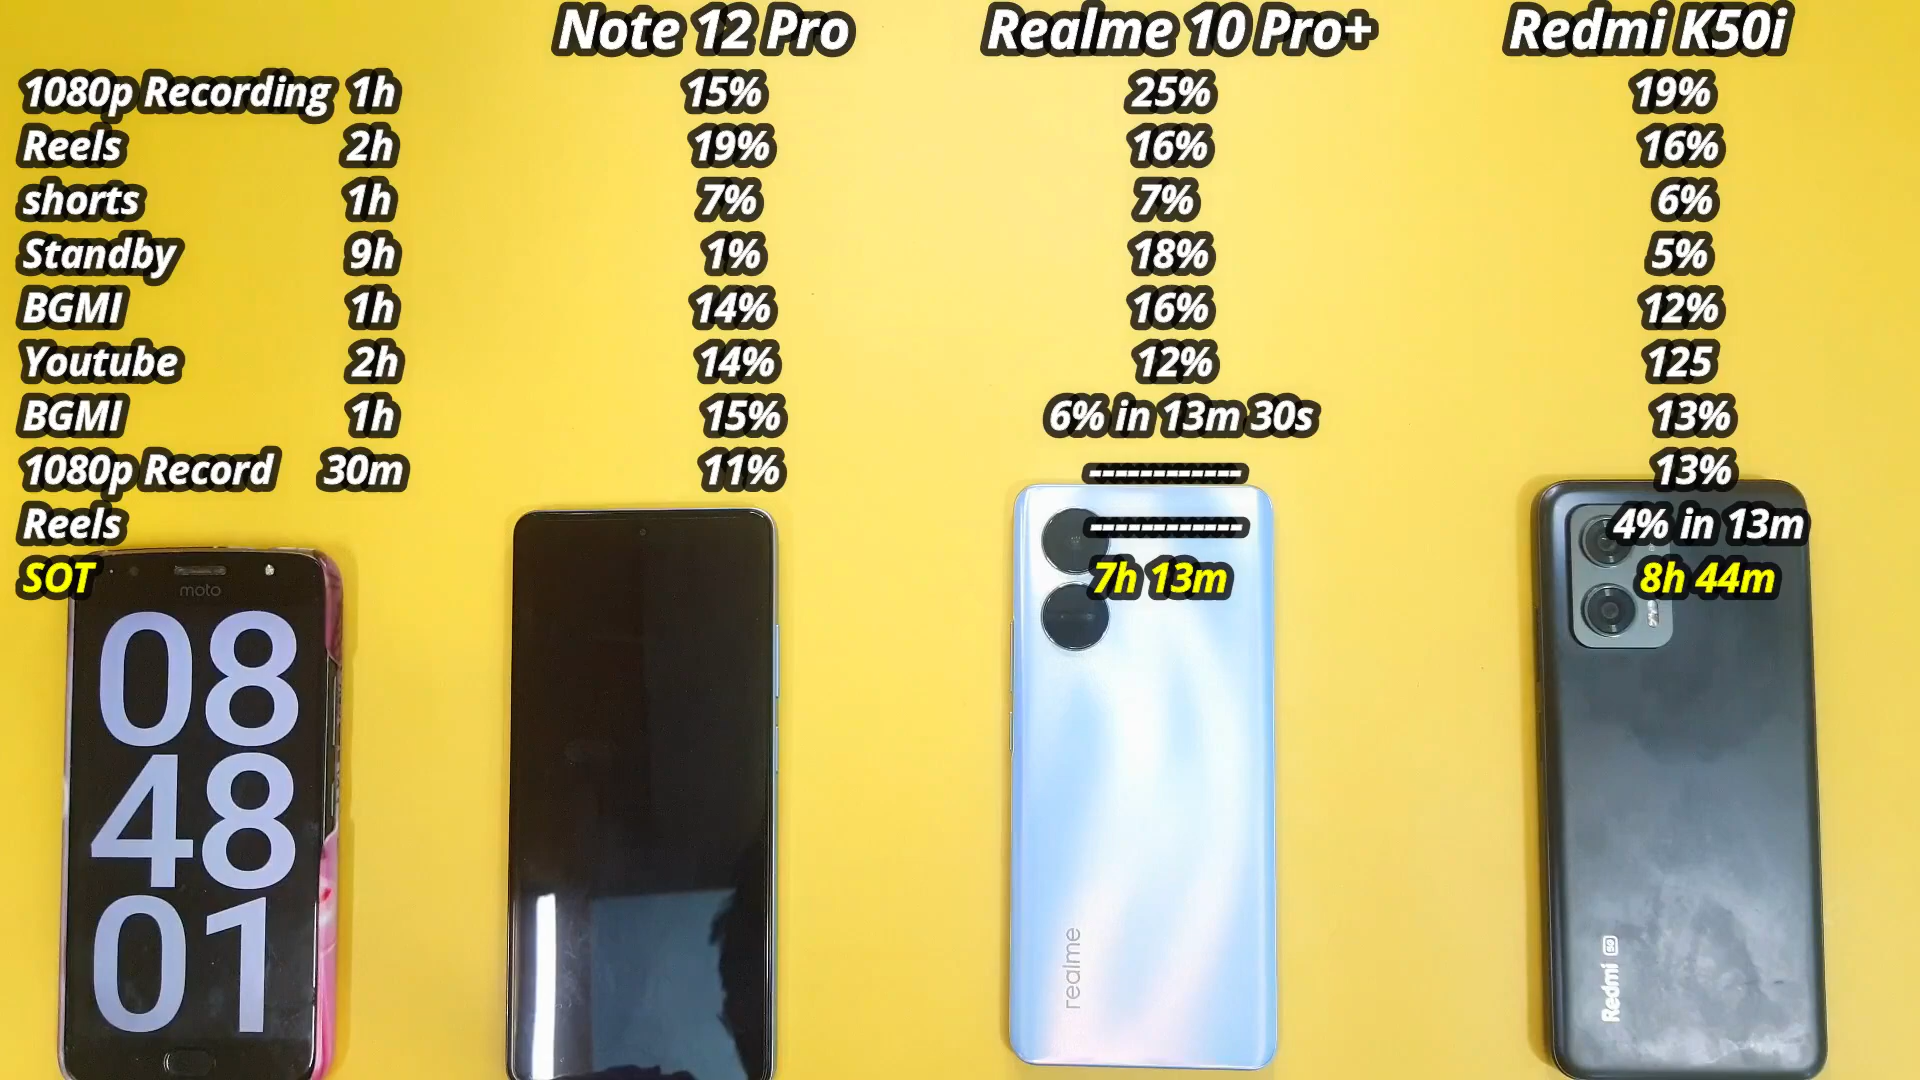 Note 12 Pro Realme 10 Pro+ Redmi K50i
1080p Recording 1h 15% 25% 19%
Reels 2h 19% 16% 16%
shorts 1h 7% 7% 6%
Standby 9h 1% 18% 5%
BGMI 1h 14% 16% 12%
Youtube 2h 14% 12% 125
BGMI 1h 15% 6% in 13m 30s 13%
1080p Record 30m 11% ------------ 13%
Reels ------------ 4% in 13m
SOT 7h 13m 8h 44m
moto
08
48
01
realme
Redmi 5G